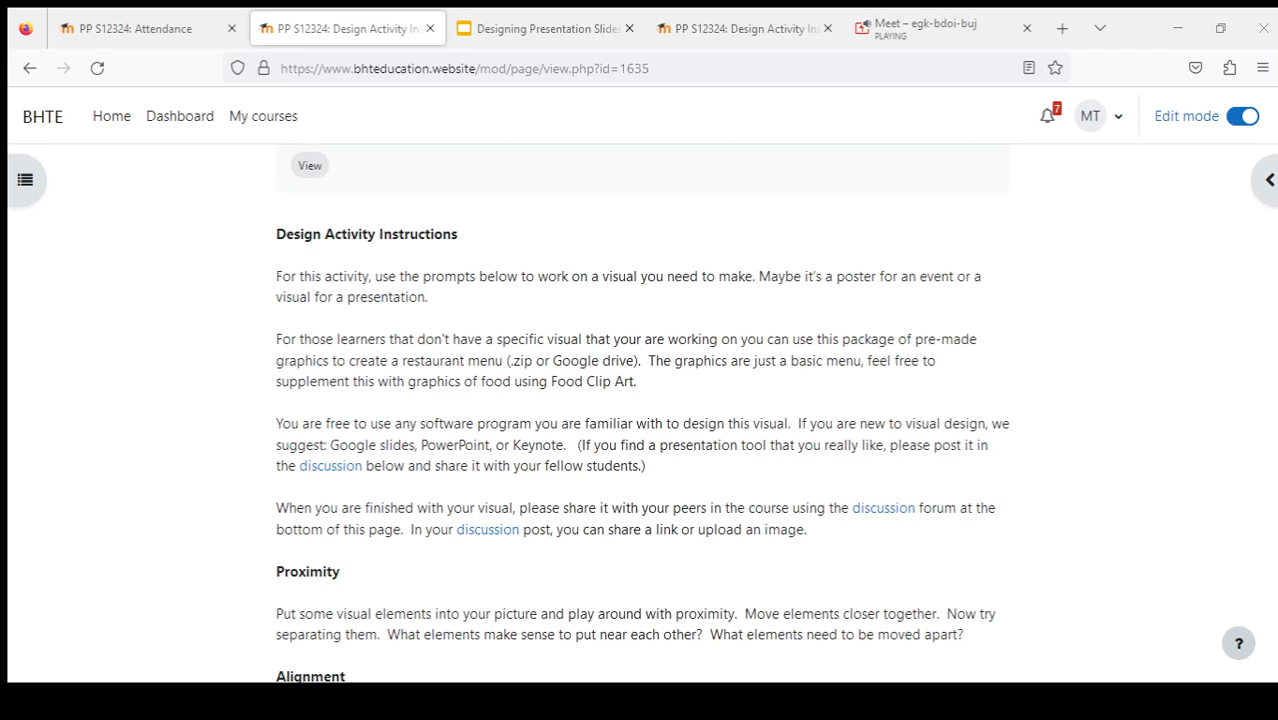 PP S12324: Attendance
PP S12324: Design Activity In
Designing Presentation Slides
PP S12324: Design Activity Ins
Meet – egk-bdoi-buj
PLAYING
https://www.bhteducation.website/mod/page/view.php?id=1635
BHTE Home Dashboard My courses 7 MT Edit mode
View
Design Activity Instructions
For this activity, use the prompts below to work on a visual you need to make. Maybe it's a poster for an event or a
visual for a presentation.
For those learners that don't have a specific visual that your are working on you can use this package of pre-made
graphics to create a restaurant menu (.zip or Google drive).  The graphics are just a basic menu, feel free to
supplement this with graphics of food using Food Clip Art.
You are free to use any software program you are familiar with to design this visual.  If you are new to visual design, we
suggest: Google slides, PowerPoint, or Keynote.   (If you find a presentation tool that you really like, please post it in
the discussion below and share it with your fellow students.)
When you are finished with your visual, please share it with your peers in the course using the discussion forum at the
bottom of this page.  In your discussion post, you can share a link or upload an image.
Proximity
Put some visual elements into your picture and play around with proximity.  Move elements closer together.  Now try
separating them.  What elements make sense to put near each other?  What elements need to be moved apart?
?
Alignment